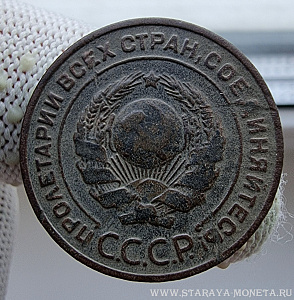 ПРОЛЕТАРИИ ВСЕХ СТРАН, СОЕДИНЯЙТЕСЬ!
С.С.С.Р.
WWW.STARAYA-MONETA.RU